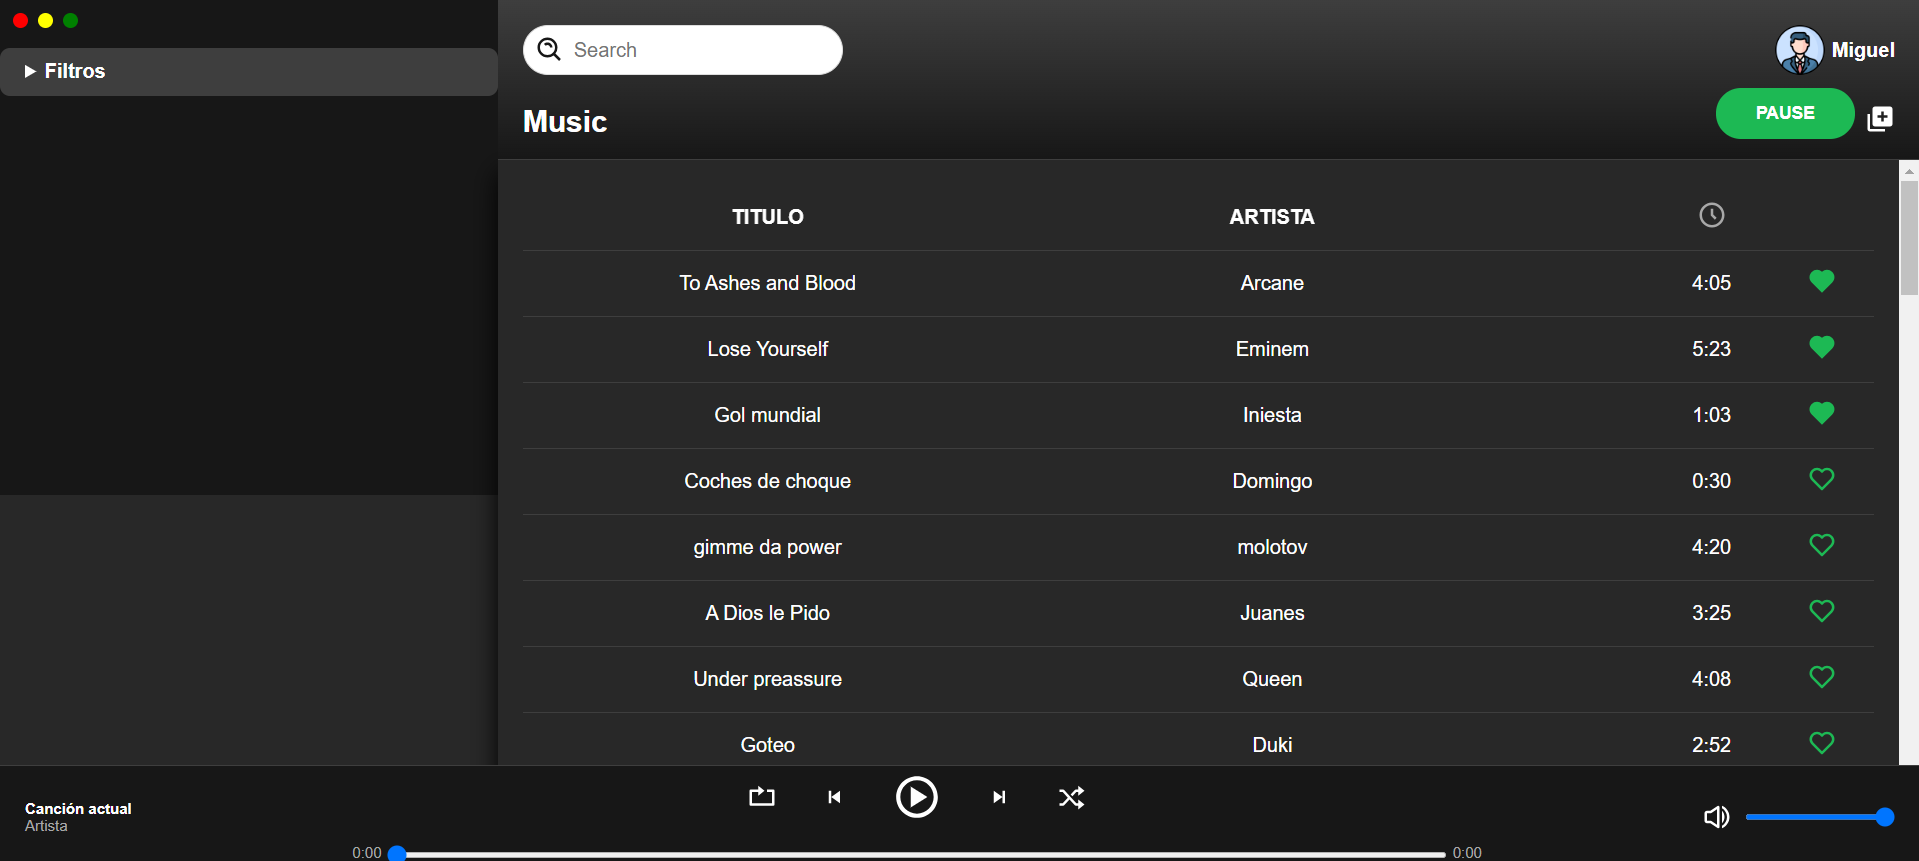 Filtros
Search
Miguel
Music
PAUSE
TITULO ARTISTA
To Ashes and Blood Arcane 4:05
Lose Yourself Eminem 5:23
Gol mundial Iniesta 1:03
Coches de choque Domingo 0:30
gimme da power molotov 4:20
A Dios le Pido Juanes 3:25
Under preassure Queen 4:08
Goteo Duki 2:52
Canción actual
Artista
0:00 0:00